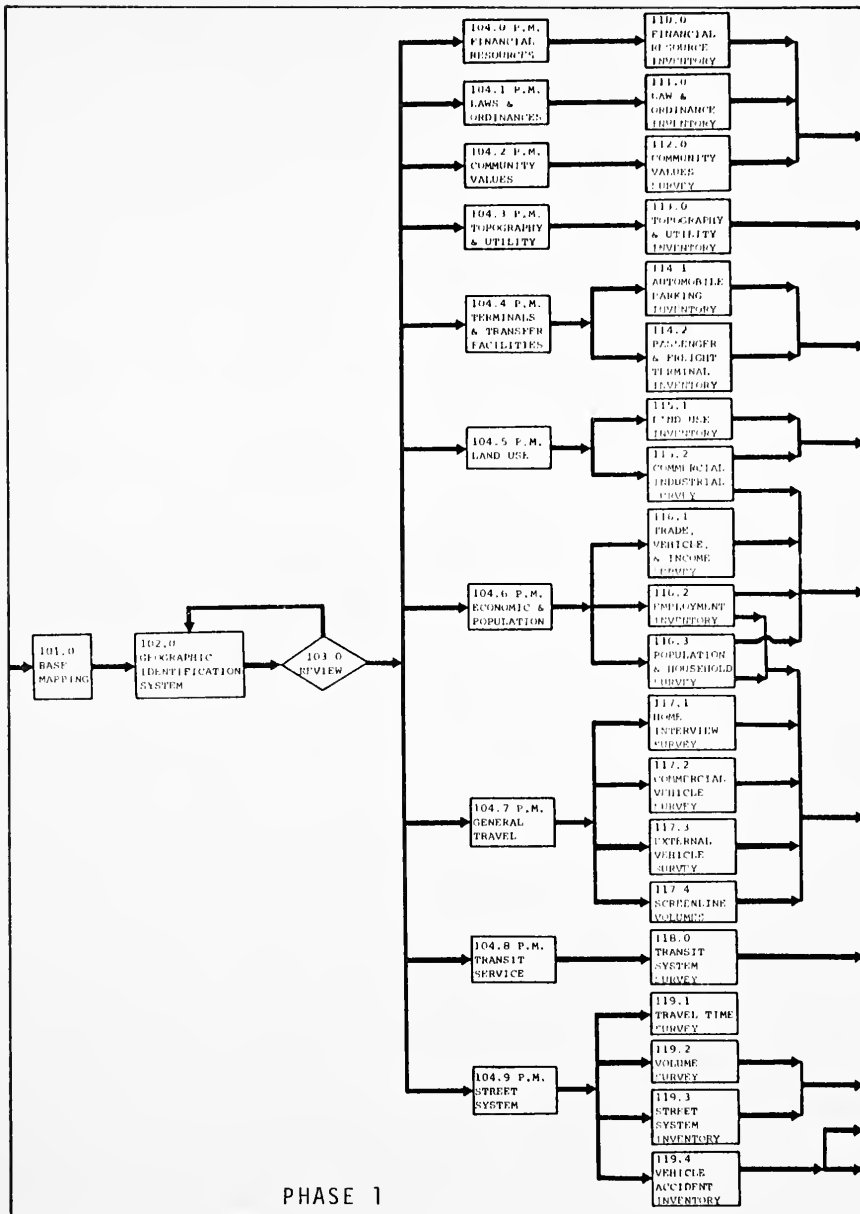 101.0
BASE
MAPPING
102.0
GEOGRAPHIC
IDENTIFICATION
SYSTEM
103.0
REVIEW
104.0 P.M.
FINANCIAL
RESOURCES
104.1 P.M.
LAWS &
ORDINANCES
104.2 P.M.
COMMUNITY
VALUES
104.3 P.M.
TOPOGRAPHY
& UTILITY
104.4 P.M.
TERMINALS
& TRANSFER
FACILITIES
104.5 P.M.
LAND USE
104.6 P.M.
ECONOMIC &
POPULATION
104.7 P.M.
GENERAL
TRAVEL
104.8 P.M.
TRANSIT
SERVICE
104.9 P.M.
STREET
SYSTEM
110.0
FINANCIAL
RESOURCE
INVENTORY
111.0
LAW &
ORDINANCE
INVENTORY
112.0
COMMUNITY
VALUES
SURVEY
113.0
TOPOGRAPHY
& UTILITY
INVENTORY
114.1
AUTOMOBILE
PARKING
INVENTORY
114.2
PASSENGER
& FREIGHT
TERMINAL
INVENTORY
115.1
LAND USE
INVENTORY
115.2
COMMERCIAL
INDUSTRIAL
SURVEY
116.1
TRADE,
VEHICLE,
& INCOME
SURVEY
116.2
EMPLOYMENT
INVENTORY
116.3
POPULATION
& HOUSEHOLD
SURVEY
117.1
HOME
INTERVIEW
SURVEY
117.2
COMMERCIAL
VEHICLE
SURVEY
117.3
EXTERNAL
VEHICLE
SURVEY
117.4
SCREENLINE
VOLUMES
118.0
TRANSIT
SYSTEM
SURVEY
119.1
TRAVEL TIME
SURVEY
119.2
VOLUME
SURVEY
119.3
STREET
SYSTEM
INVENTORY
119.4
VEHICLE
ACCIDENT
INVENTORY
PHASE 1